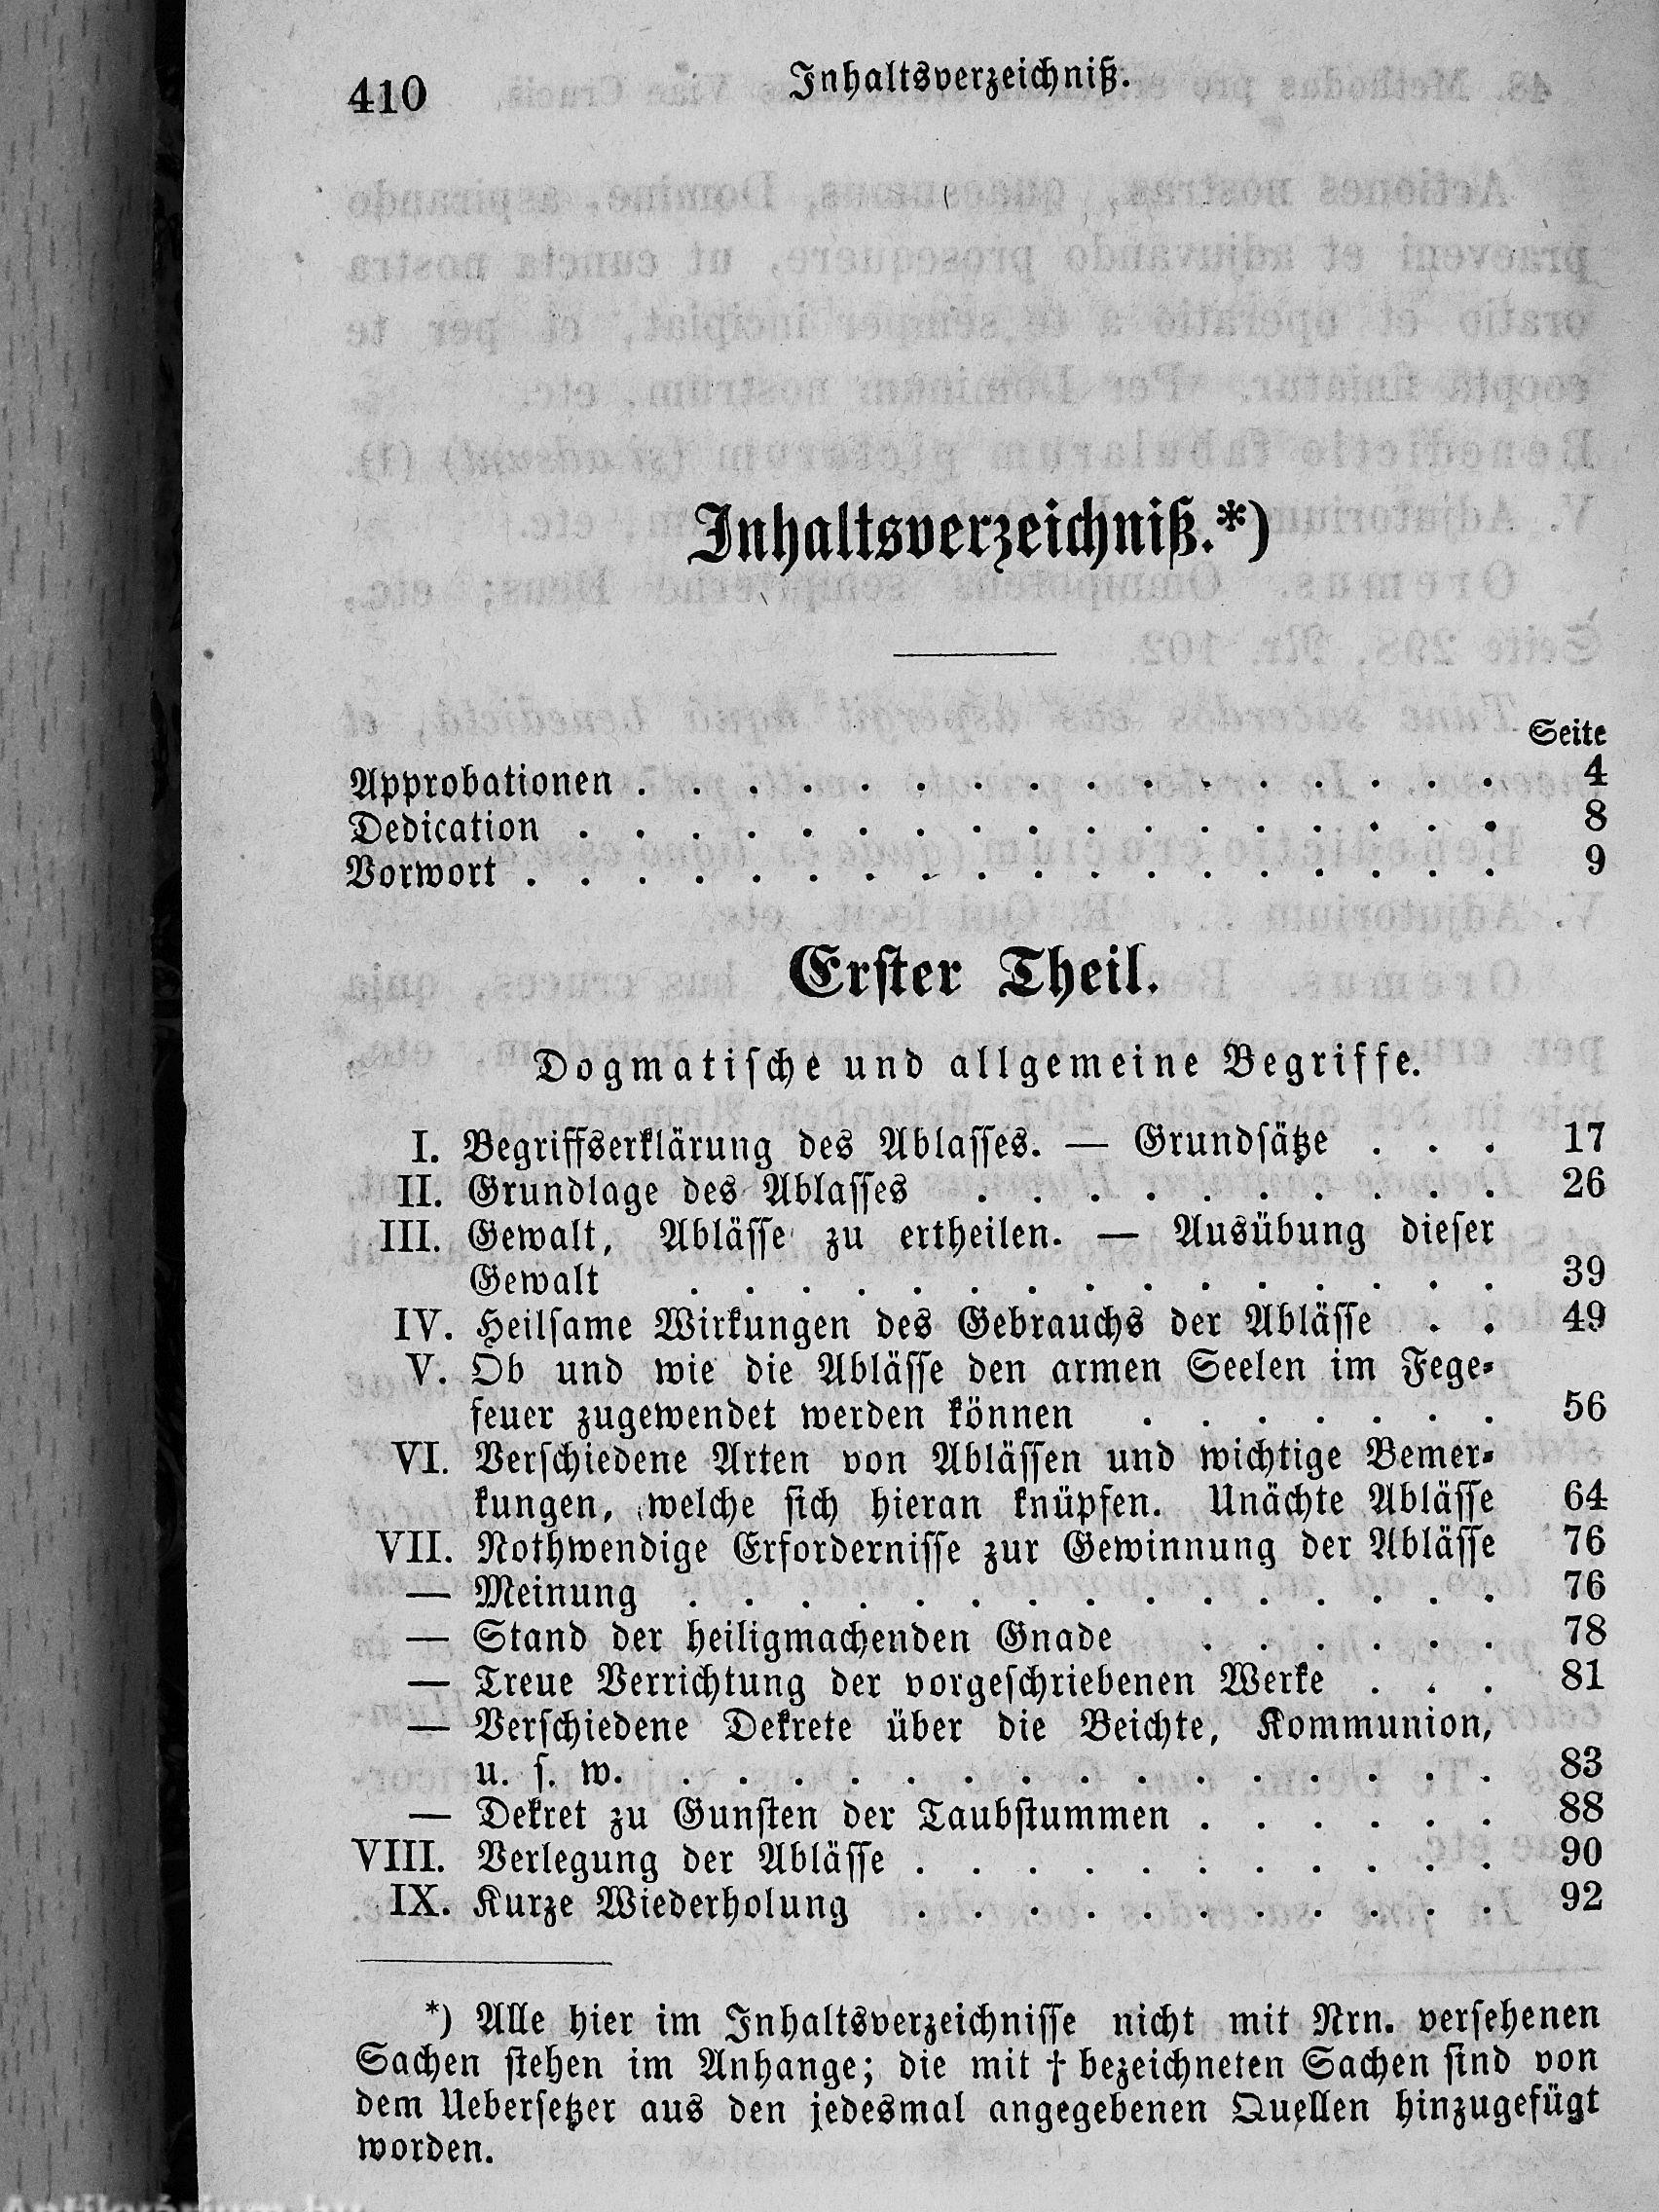 410
Inhaltsverzeichniß.
Inhaltsverzeichniß.*)
Seite
Approbationen . . . . . . . . . . . . . . . . 4
Dedication . . . . . . . . . . . . . . . . . 8
Vorwort . . . . . . . . . . . . . . . . . . 9
Erster Theil.
Dogmatische und allgemeine Begriffe.
I. Begriffserklärung des Ablasses. — Grundsätze . . . 17
II. Grundlage des Ablasses . . . . . . . . . . 26
III. Gewalt, Ablässe zu ertheilen. — Ausübung dieser
Gewalt . . . . . . . . . . . . . . . 39
IV. Heilsame Wirkungen des Gebrauchs der Ablässe . . 49
V. Ob und wie die Ablässe den armen Seelen im Fege-
feuer zugewendet werden können . . . . . . . 56
VI. Verschiedene Arten von Ablässen und wichtige Bemer-
kungen, welche sich hieran knüpfen. Unächte Ablässe 64
VII. Nothwendige Erfordernisse zur Gewinnung der Ablässe 76
— Meinung . . . . . . . . . . . . . . . 76
— Stand der heiligmachenden Gnade . . . . . . 78
— Treue Verrichtung der vorgeschriebenen Werke . . . 81
— Verschiedene Dekrete über die Beichte, Kommunion,
u. s. w. . . . . . . . . . . . . . . . 83
— Dekret zu Gunsten der Taubstummen . . . . . . 88
VIII. Verlegung der Ablässe . . . . . . . . . . . 90
IX. Kurze Wiederholung . . . . . . . . . . . 92
*) Alle hier im Inhaltsverzeichnisse nicht mit Nrn. versehenen
Sachen stehen im Anhange; die mit † bezeichneten Sachen sind von
dem Uebersetzer aus den jedesmal angegebenen Quellen hinzugefügt
worden.